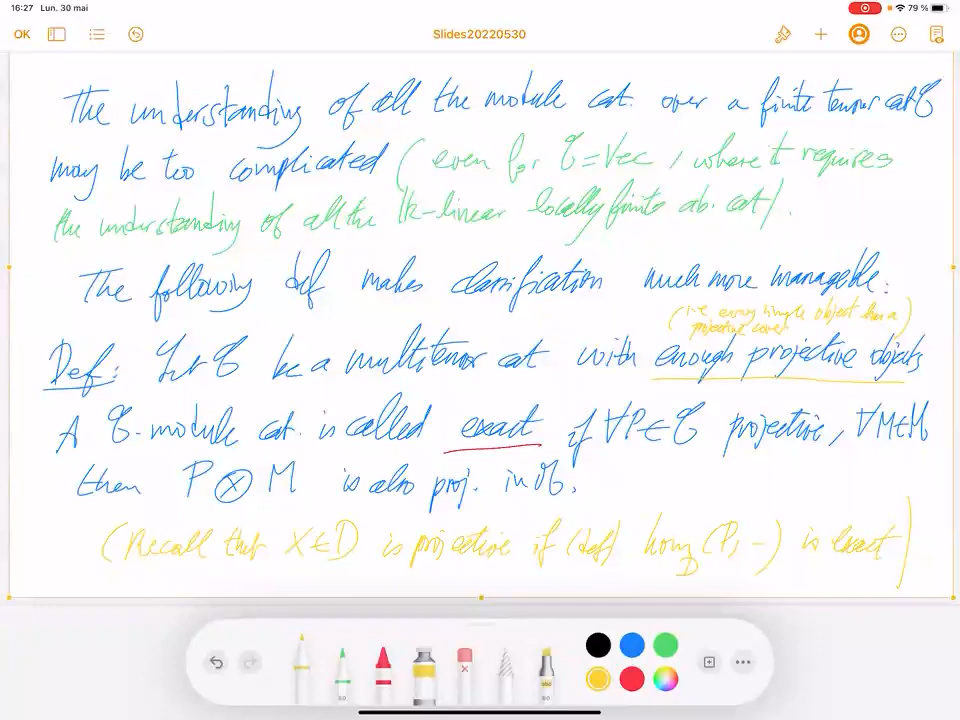 16:27 Lun. 30 mai 79 %
OK Slides20220530
The understanding of all the module cat. over a finite tensor cat C
may be too complicated (even for C = Vec, where it requires
the understanding of all the k-linear locally finite ab. cat).
The following def makes classification much more manageable:
(i.e every simple object has a
projective cover)
Def: Let C be a multitensor cat with enough projective objects
A C-module cat. is called exact if ∀P∈C projective, ∀M∈M
then P ⊗ M is also proj. in M.
(Recall that X∈D is projective if (def) hom_D (P, -) is exact)